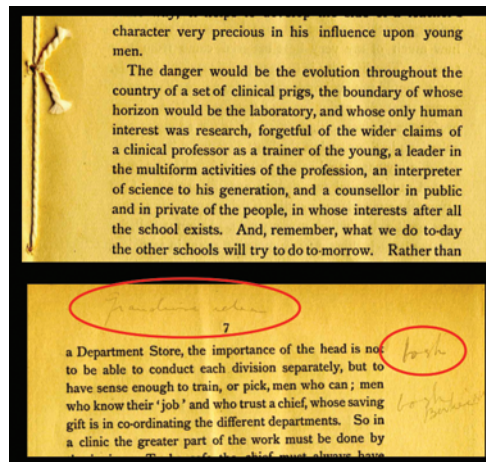 character very precious in his influence upon young
men.
The danger would be the evolution throughout the
country of a set of clinical prigs, the boundary of whose
horizon would be the laboratory, and whose only human
interest was research, forgetful of the wider claims of
a clinical professor as a trainer of the young, a leader in
the multiform activities of the profession, an interpreter
of science to his generation, and a counsellor in public
and in private of the people, in whose interests after all
the school exists. And, remember, what we do to-day
the other schools will try to do to-morrow. Rather than
7
a Department Store, the importance of the head is not
bosh
to be able to conduct each division separately, but to
have sense enough to train, or pick, men who can; men
who know their 'job' and who trust a chief, whose saving
bosh
gift is in co-ordinating the different departments. So in
a clinic the greater part of the work must be done by
the chief must always have